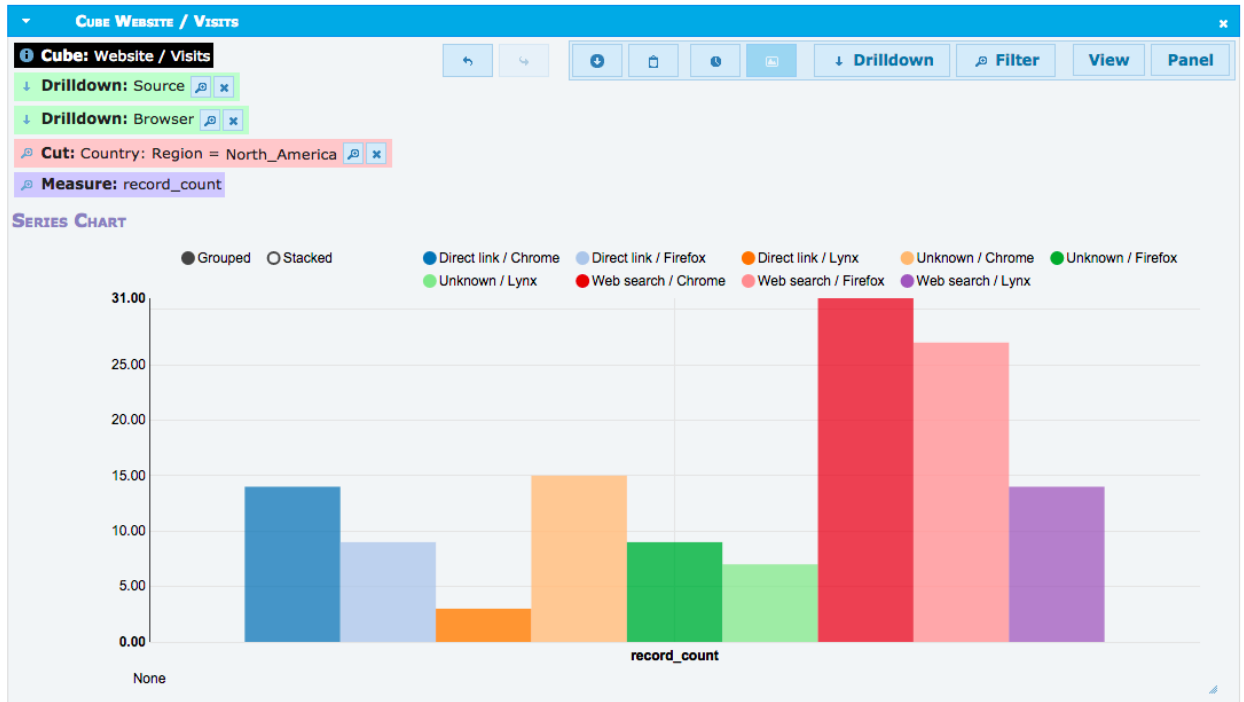 Cube Website / Visits
Cube: Website / Visits
Drilldown Filter View Panel
Drilldown: Source
Drilldown: Browser
Cut: Country: Region = North_America
Measure: record_count
Series Chart
Grouped Stacked Direct link / Chrome Direct link / Firefox Direct link / Lynx Unknown / Chrome Unknown / Firefox
Unknown / Lynx Web search / Chrome Web search / Firefox Web search / Lynx
31.00
25.00
20.00
15.00
10.00
5.00
0.00
record_count
None